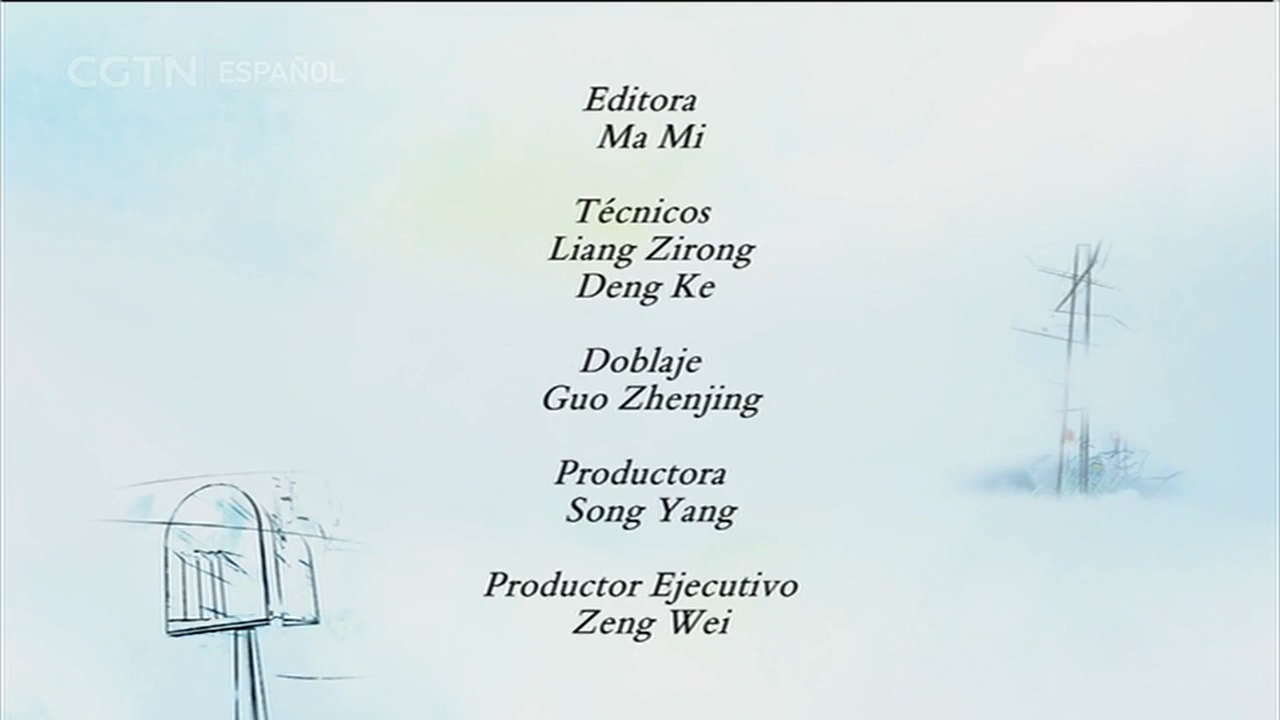 CGTN ESPAÑOL
Editora
Ma Mi
Técnicos
Liang Zirong
Deng Ke
Doblaje
Guo Zhenjing
Productora
Song Yang
Productor Ejecutivo
Zeng Wei